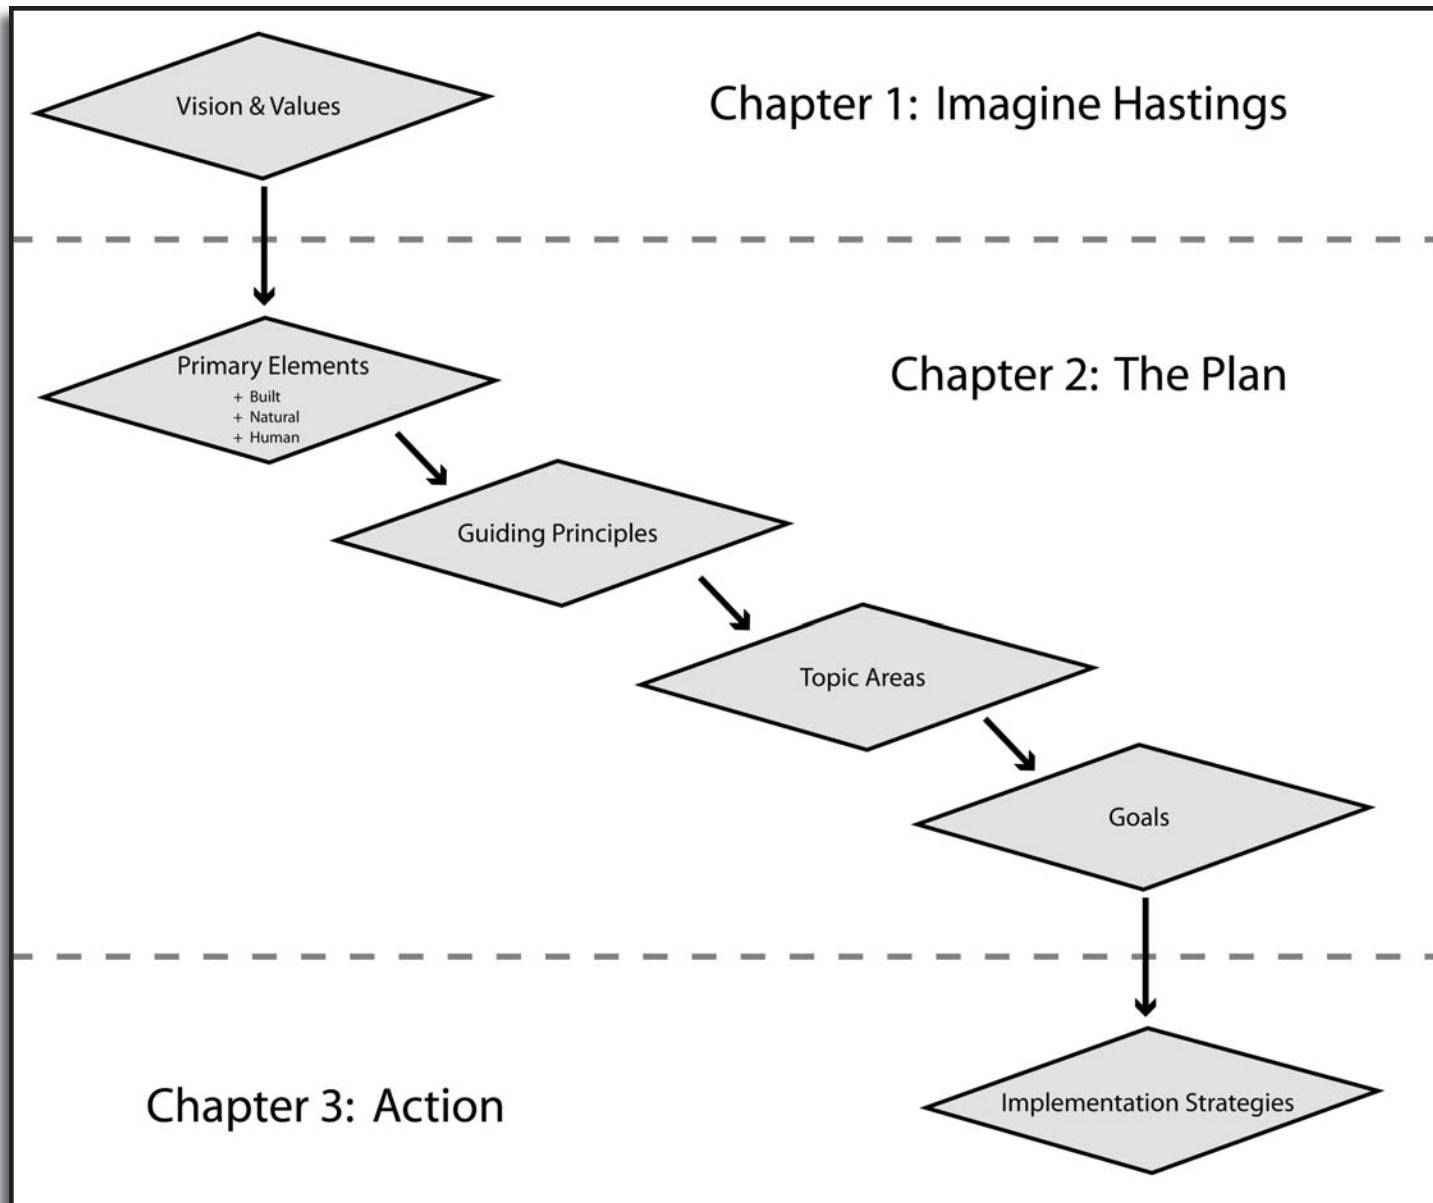 Vision & Values
Chapter 1: Imagine Hastings
Primary Elements
+ Built
+ Natural
+ Human
Chapter 2: The Plan
Guiding Principles
Topic Areas
Goals
Chapter 3: Action
Implementation Strategies